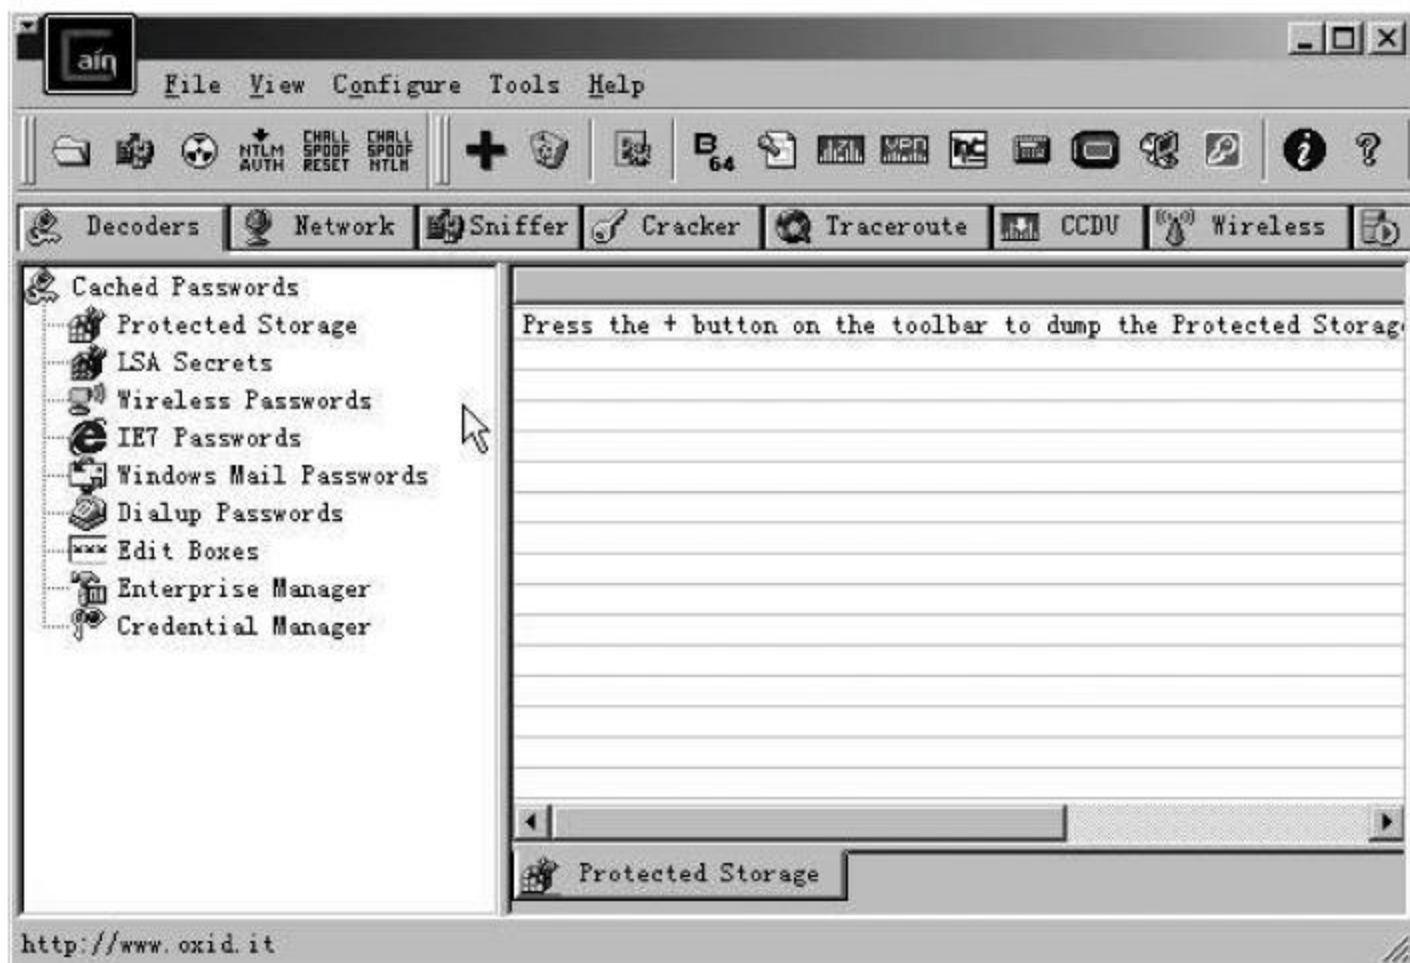 Cain
File View Configure Tools Help
NTLM AUTH CHALL SPOOF RESET CHALL SPOOF NTLM B64 VPN
Decoders Network Sniffer Cracker Traceroute CCDU Wireless
Cached Passwords
Protected Storage
LSA Secrets
Wireless Passwords
IE7 Passwords
Windows Mail Passwords
Dialup Passwords
Edit Boxes
Enterprise Manager
Credential Manager
Press the + button on the toolbar to dump the Protected Storag
Protected Storage
http://www.oxid.it